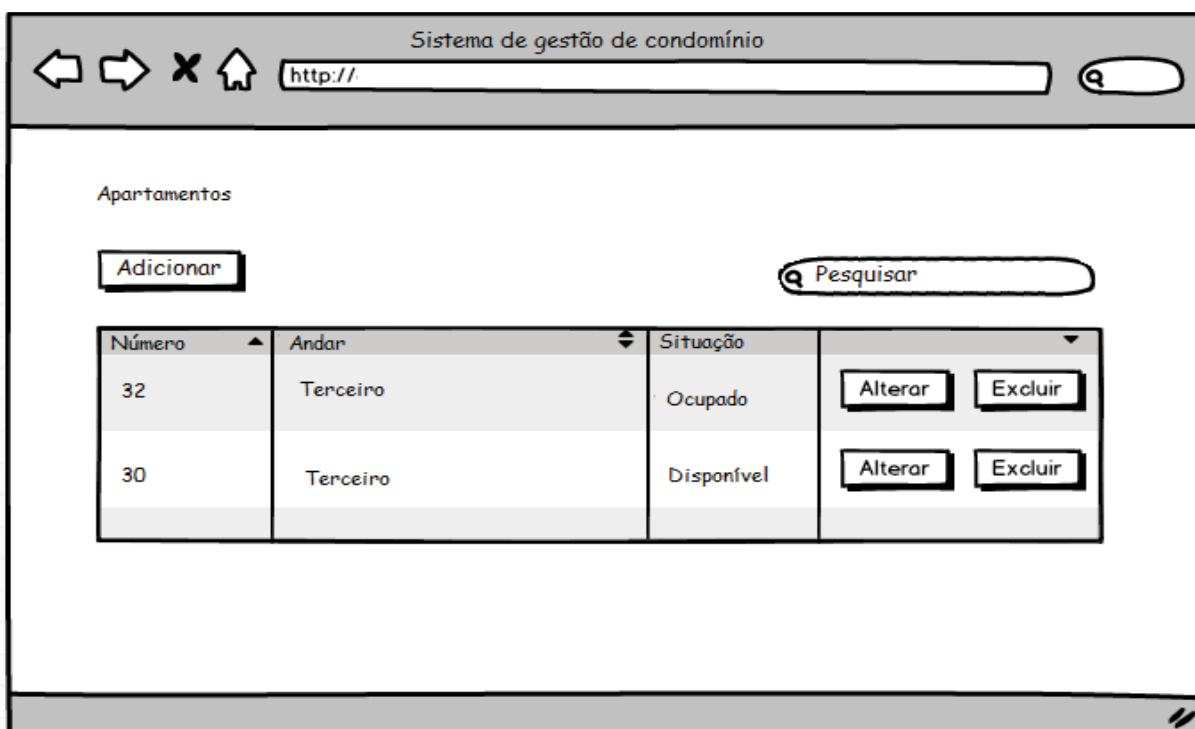 Sistema de gestão de condomínio
http://
Apartamentos
Adicionar
Pesquisar
Número Andar Situação
32 Terceiro Ocupado Alterar Excluir
30 Terceiro Disponível Alterar Excluir